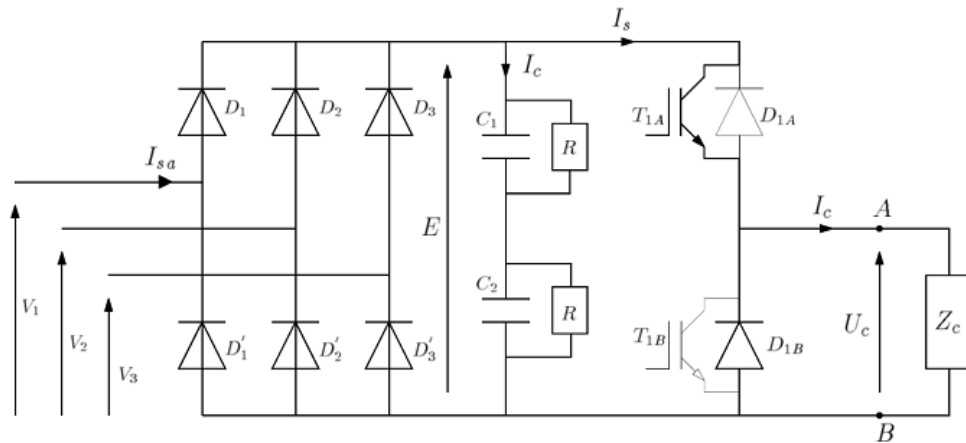 I_s
I_c
D_1
D_2
D_3
C_1
R
T_{1A}
D_{1A}
I_{sa}
E
I_c
A
V_1
V_2
V_3
D_1'
D_2'
D_3'
C_2
R
T_{1B}
D_{1B}
U_c
Z_c
B